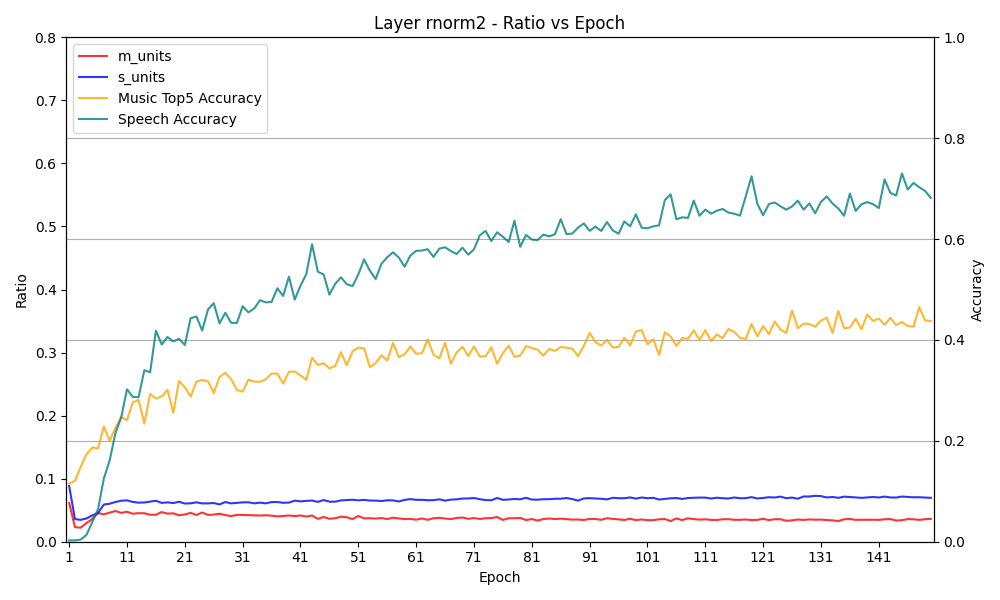 Layer rnorm2 - Ratio vs Epoch
m_units
s_units
Music Top5 Accuracy
Speech Accuracy
Ratio
0.8
0.7
0.6
0.5
0.4
0.3
0.2
0.1
0.0
1.0
0.8
0.6
0.4
0.2
0.0
Accuracy
1 11 21 31 41 51 61 71 81 91 101 111 121 131 141
Epoch